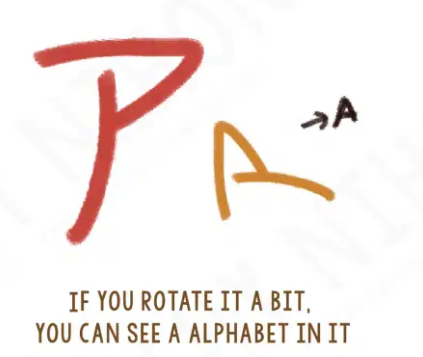 ア →A
IF YOU ROTATE IT A BIT,
YOU CAN SEE A ALPHABET IN IT